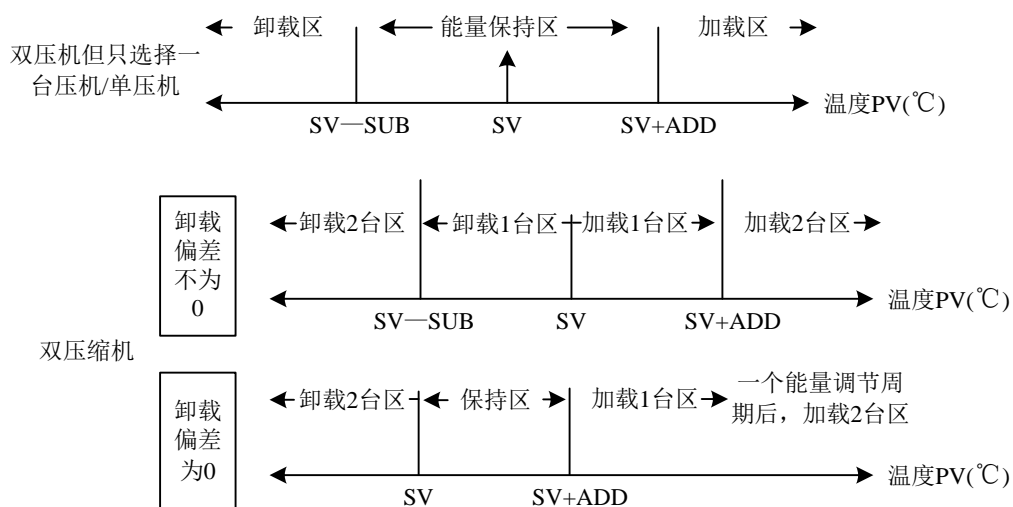 卸载区 能量保持区 加载区
双压机但只选择一
台压机/单压机
温度PV(℃)
SV—SUB SV SV+ADD
卸载
偏差
不为
0
卸载2台区 卸载1台区 加载1台区 加载2台区
温度PV(℃)
SV—SUB SV SV+ADD
双压缩机
卸载
偏差
为0
卸载2台区 保持区 加载1台区
一个能量调节周
期后，加载2台区
温度PV(℃)
SV SV+ADD